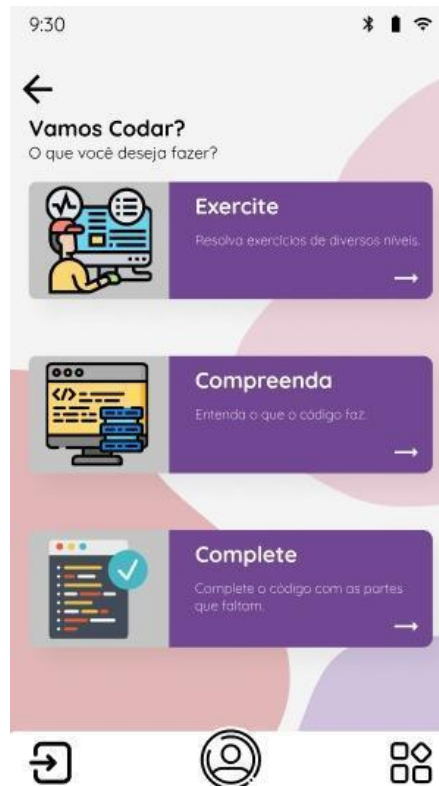 9:30
Vamos Codar?
O que você deseja fazer?
Exercite
Resolva exercícios de diversos níveis.
Compreenda
Entenda o que o código faz.
Complete
Complete o código com as partes
que faltam.